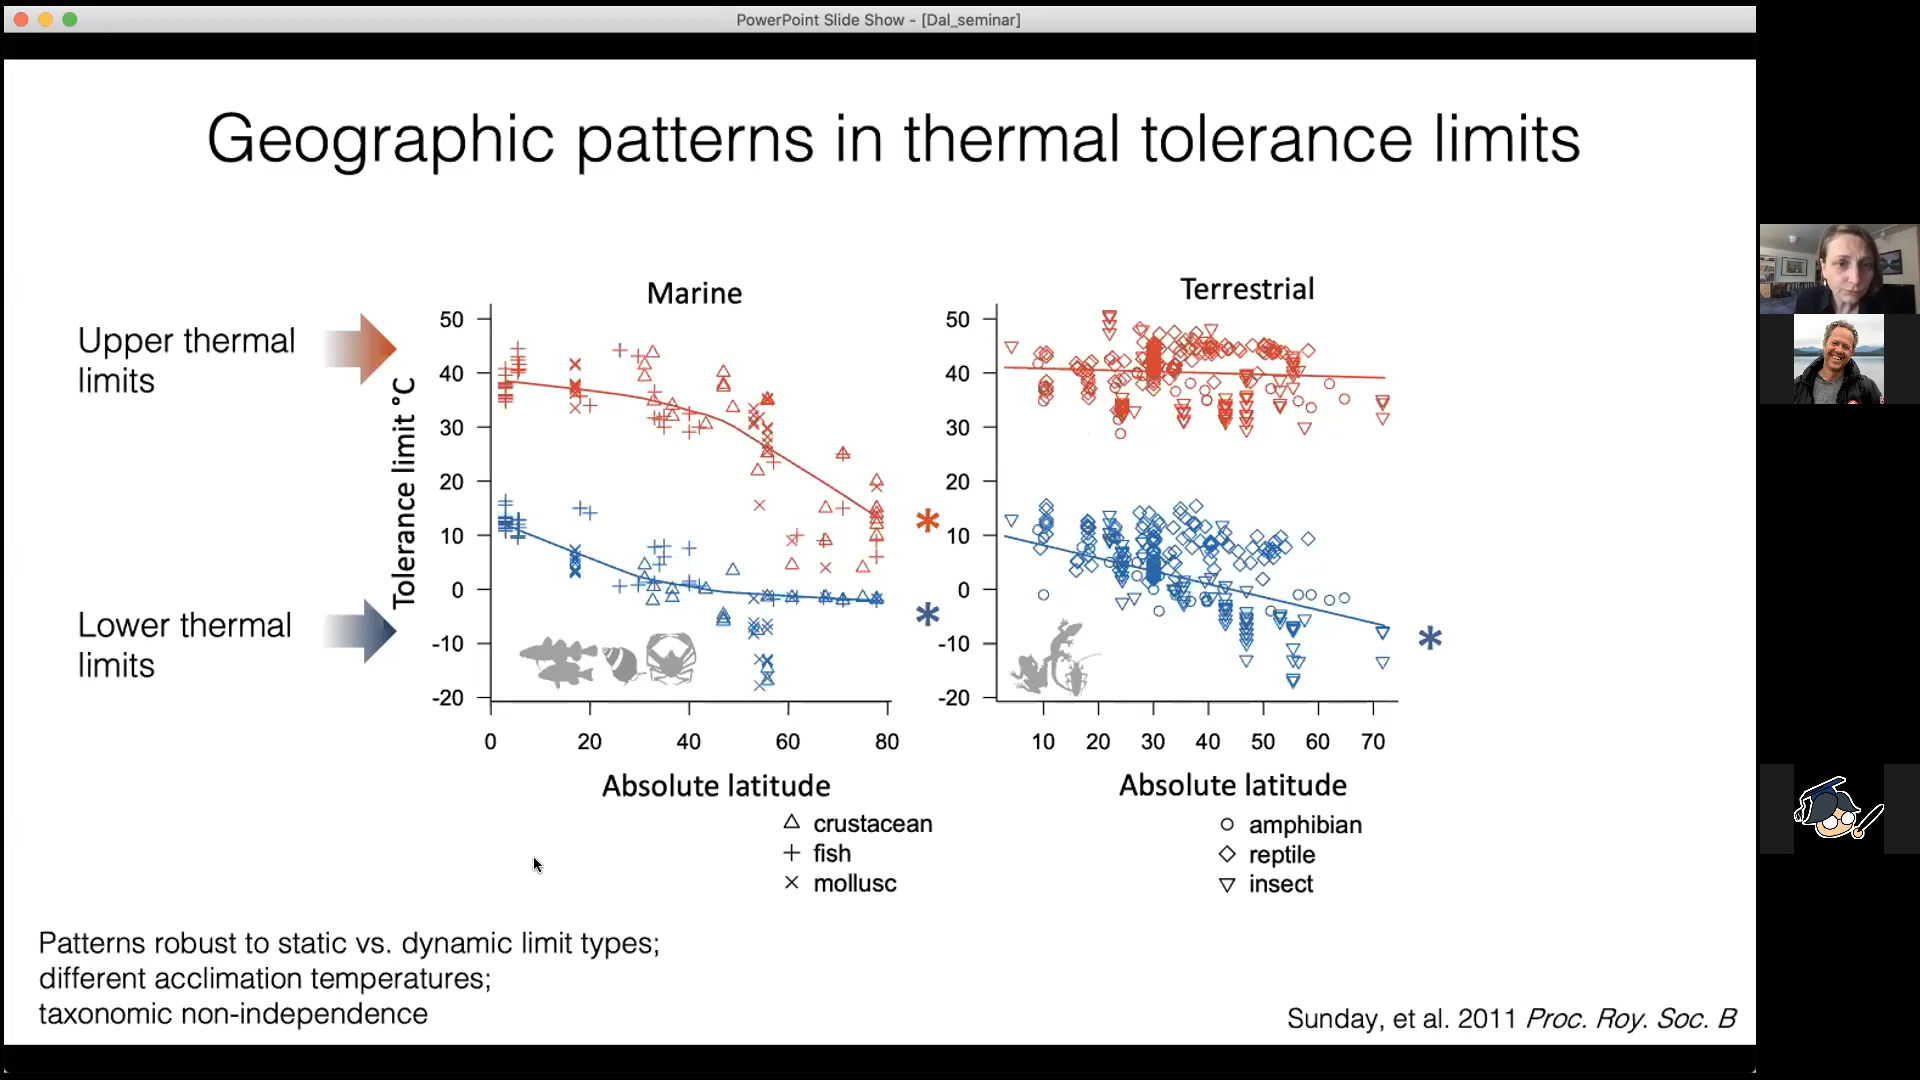 PowerPoint Slide Show - [Dal_seminar]
Geographic patterns in thermal tolerance limits
Upper thermal
limits
Lower thermal
limits
Tolerance limit °C
Marine
50
40
30
20
10
0
-10
-20
0 20 40 60 80
Absolute latitude
△ crustacean
+ fish
× mollusc
Terrestrial
50
40
30
20
10
0
-10
-20
10 20 30 40 50 60 70
Absolute latitude
○ amphibian
◇ reptile
▽ insect
*
*
*
Patterns robust to static vs. dynamic limit types;
different acclimation temperatures;
taxonomic non-independence
Sunday, et al. 2011 Proc. Roy. Soc. B